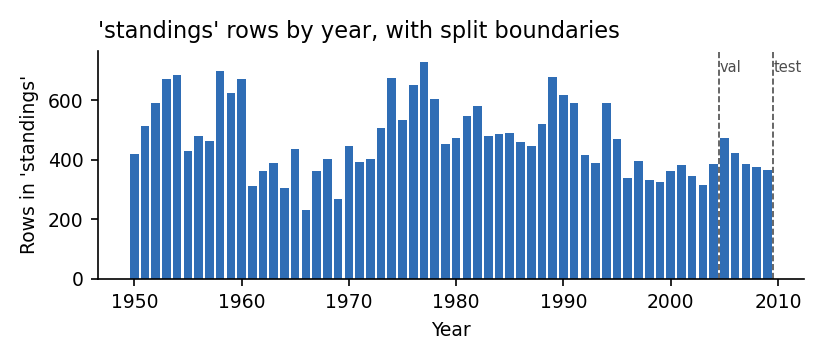 'standings' rows by year, with split boundaries
Rows in 'standings'
600
400
200
0
val
test
1950 1960 1970 1980 1990 2000 2010
Year